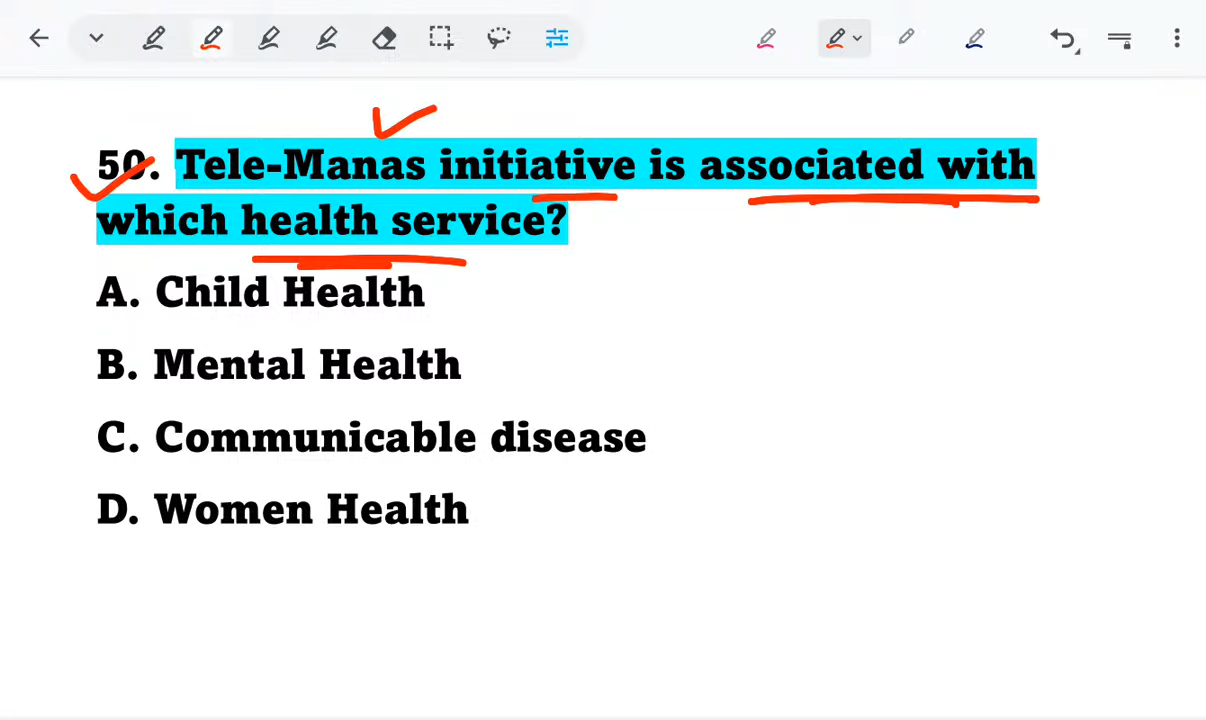 50. Tele-Manas initiative is associated with
which health service?
A. Child Health
B. Mental Health
C. Communicable disease
D. Women Health